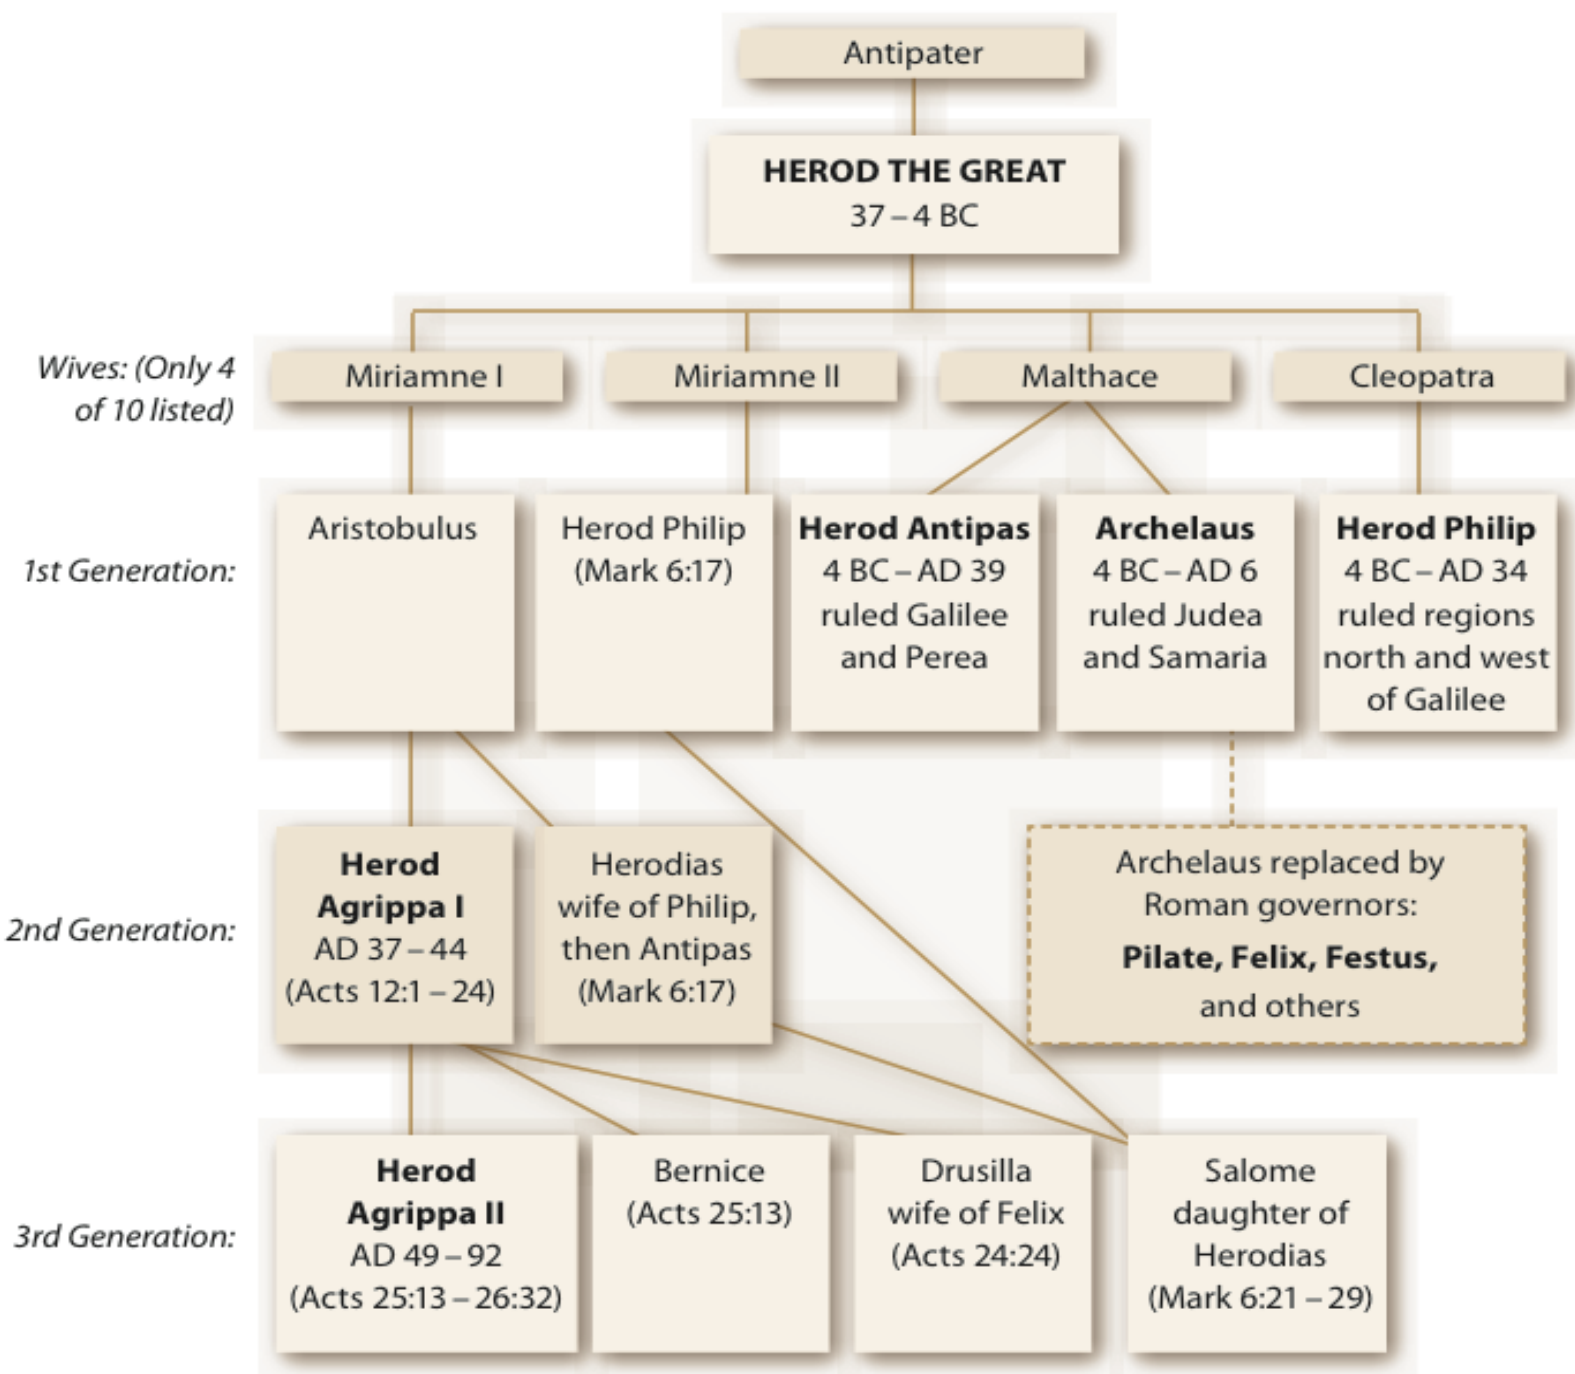 Antipater
HEROD THE GREAT
37 – 4 BC
Wives: (Only 4
of 10 listed)
Miriamne I
Miriamne II
Malthace
Cleopatra
1st Generation:
Aristobulus
Herod Philip
(Mark 6:17)
Herod Antipas
4 BC – AD 39
ruled Galilee
and Perea
Archelaus
4 BC – AD 6
ruled Judea
and Samaria
Herod Philip
4 BC – AD 34
ruled regions
north and west
of Galilee
2nd Generation:
Herod
Agrippa I
AD 37 – 44
(Acts 12:1 – 24)
Herodias
wife of Philip,
then Antipas
(Mark 6:17)
Archelaus replaced by
Roman governors:
Pilate, Felix, Festus,
and others
3rd Generation:
Herod
Agrippa II
AD 49 – 92
(Acts 25:13 – 26:32)
Bernice
(Acts 25:13)
Drusilla
wife of Felix
(Acts 24:24)
Salome
daughter of
Herodias
(Mark 6:21 – 29)